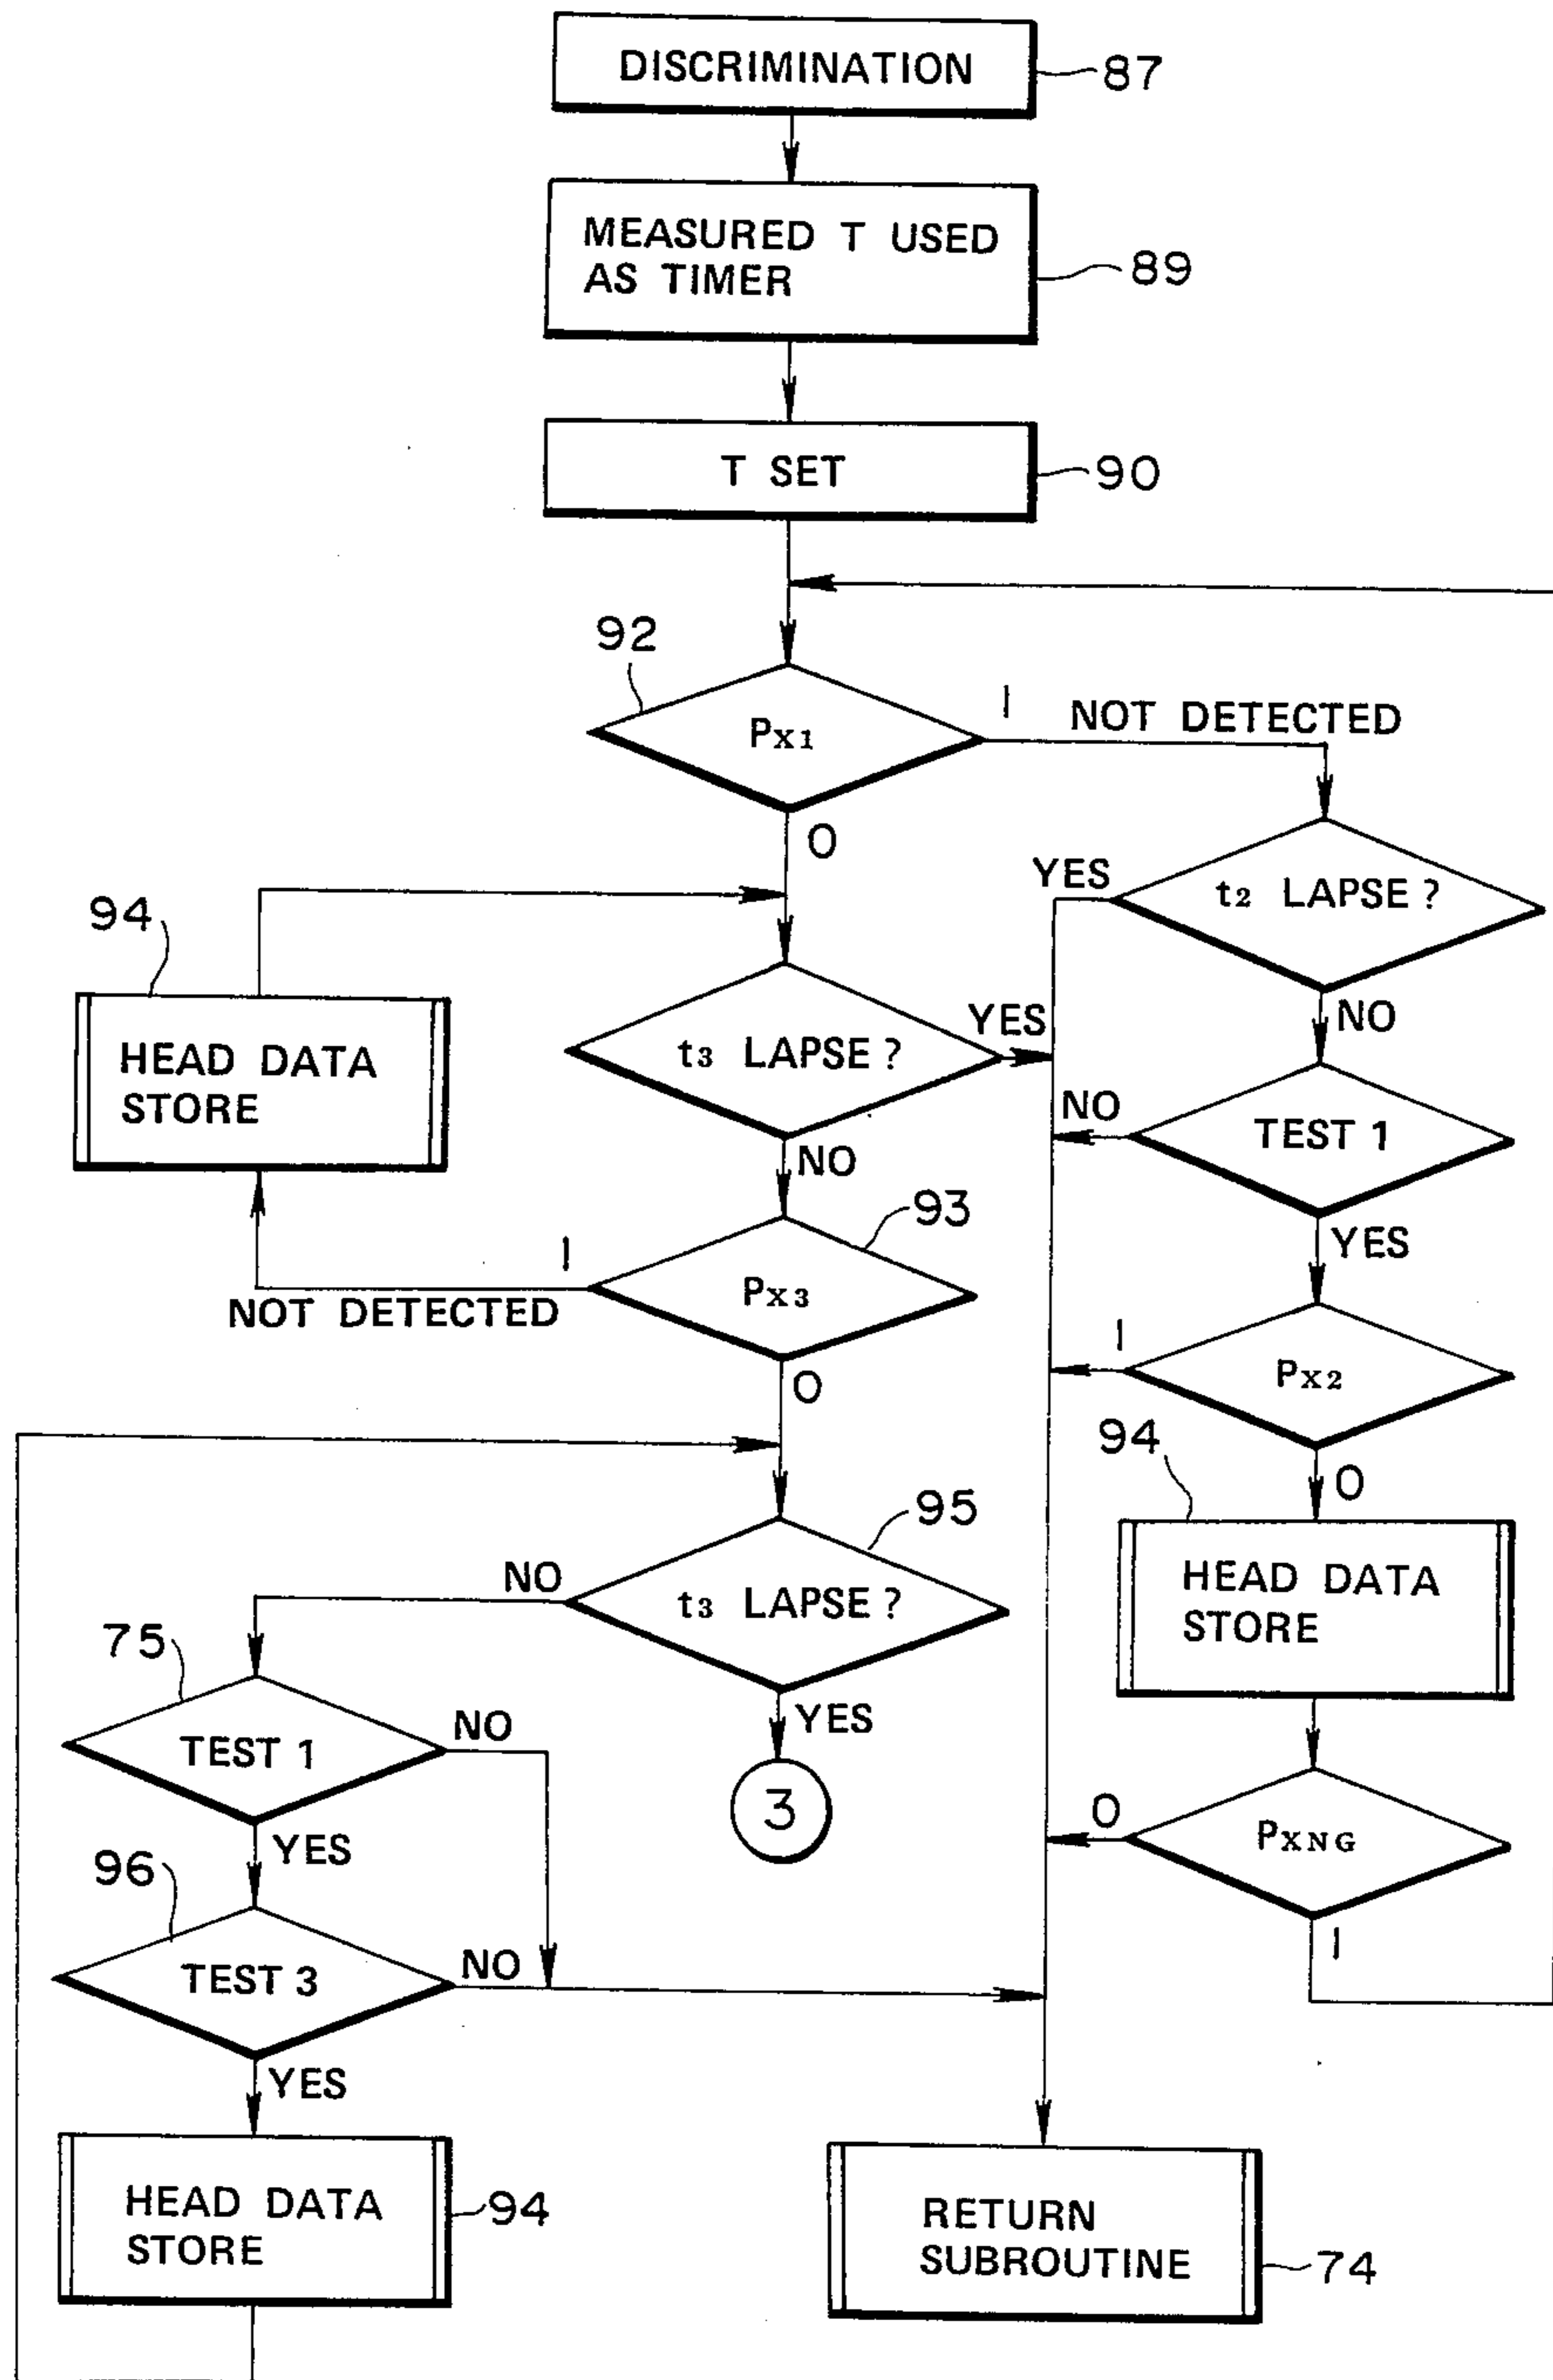 DISCRIMINATION
87
MEASURED T USED
AS TIMER
89
T SET
90
92
PX1
1
NOT DETECTED
0
YES
t2 LAPSE ?
NO
94
HEAD DATA
STORE
t3 LAPSE ?
YES
NO
NO
TEST 1
YES
93
PX3
1
NOT DETECTED
0
1
PX2
0
94
HEAD DATA
STORE
95
t3 LAPSE ?
NO
YES
3
75
TEST 1
NO
YES
0
PXNG
1
96
TEST 3
NO
YES
HEAD DATA
STORE
94
RETURN
SUBROUTINE
74